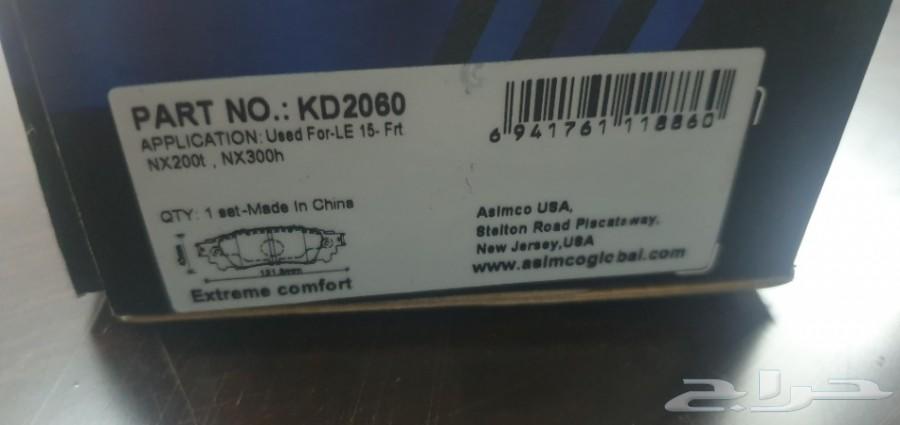 PART NO.: KD2060
APPLICATION: Used For-LE 15- Frt
NX200t , NX300h
6 941761 118860
QTY: 1 set-Made In China
Asimco USA,
Stelton Road Piscataway,
New Jersey,USA
www.asimcoglobal.com
Extreme comfort
حراج